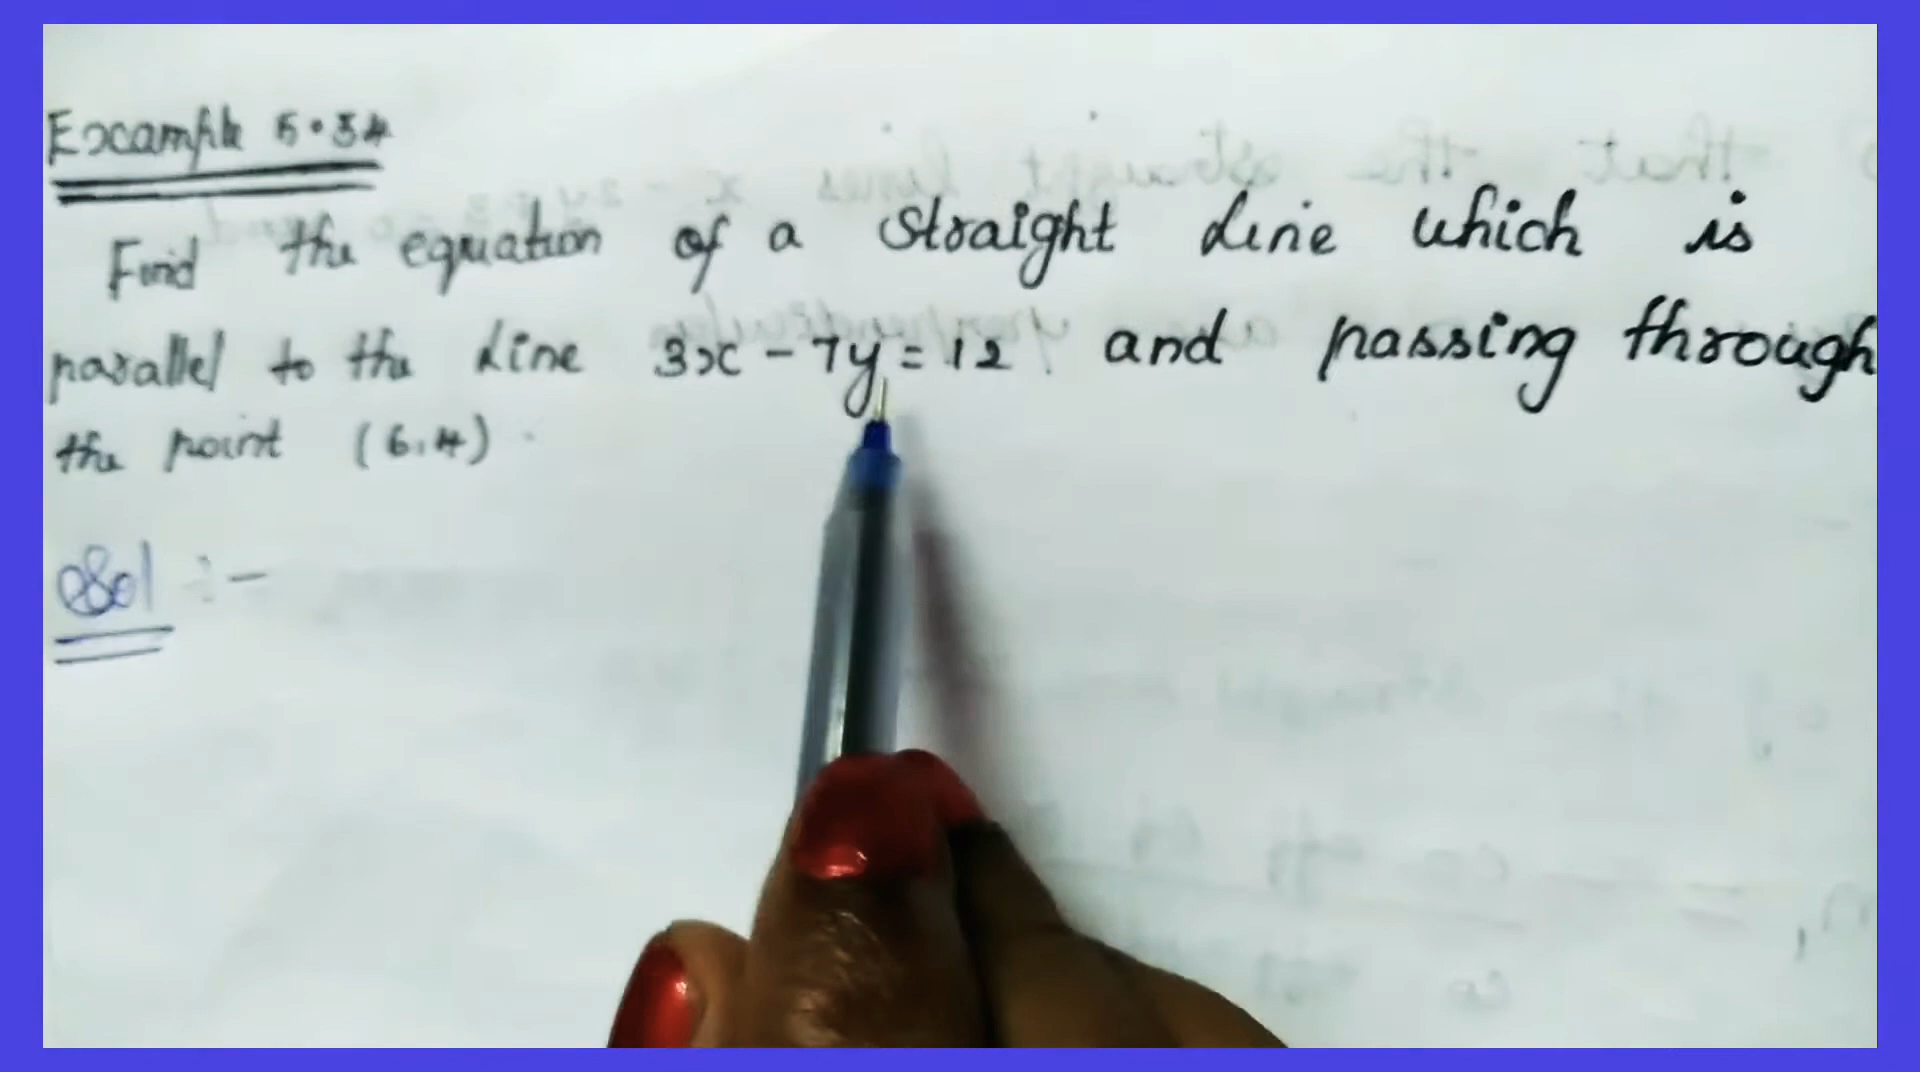 Example 5.34
Find the equation of a straight line which is
parallel to the line 3x - 7y = 12 and passing through
the point (6,4)
Sol :-